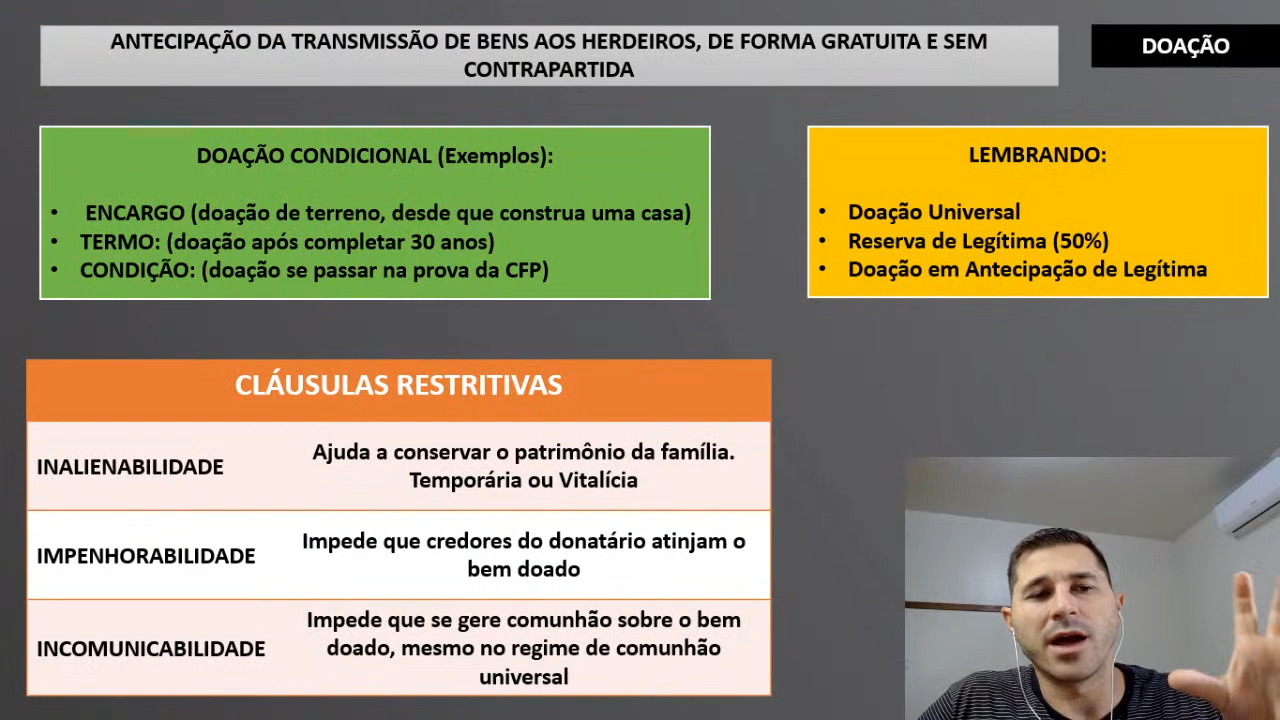 ANTECIPAÇÃO DA TRANSMISSÃO DE BENS AOS HERDEIROS, DE FORMA GRATUITA E SEM
CONTRAPARTIDA
DOAÇÃO
DOAÇÃO CONDICIONAL (Exemplos):
• ENCARGO (doação de terreno, desde que construa uma casa)
• TERMO: (doação após completar 30 anos)
• CONDIÇÃO: (doação se passar na prova da CFP)
LEMBRANDO:
• Doação Universal
• Reserva de Legítima (50%)
• Doação em Antecipação de Legítima
CLÁUSULAS RESTRITIVAS
INALIENABILIDADE
Ajuda a conservar o patrimônio da família.
Temporária ou Vitalícia
IMPENHORABILIDADE
Impede que credores do donatário atinjam o
bem doado
INCOMUNICABILIDADE
Impede que se gere comunhão sobre o bem
doado, mesmo no regime de comunhão
universal